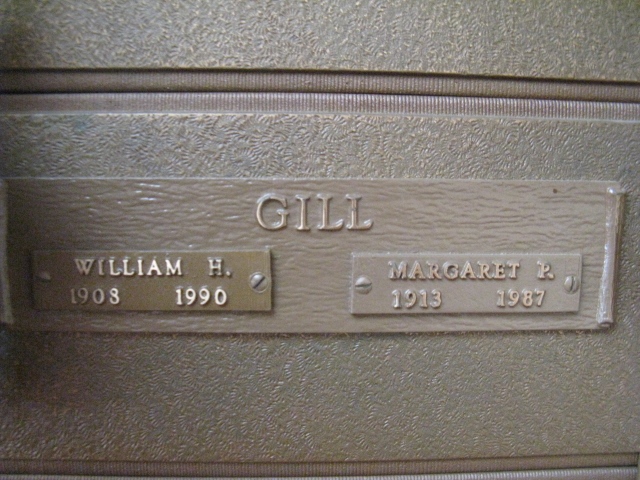 GILL
WILLIAM H.
1908 1990
MARGARET P.
1913 1987